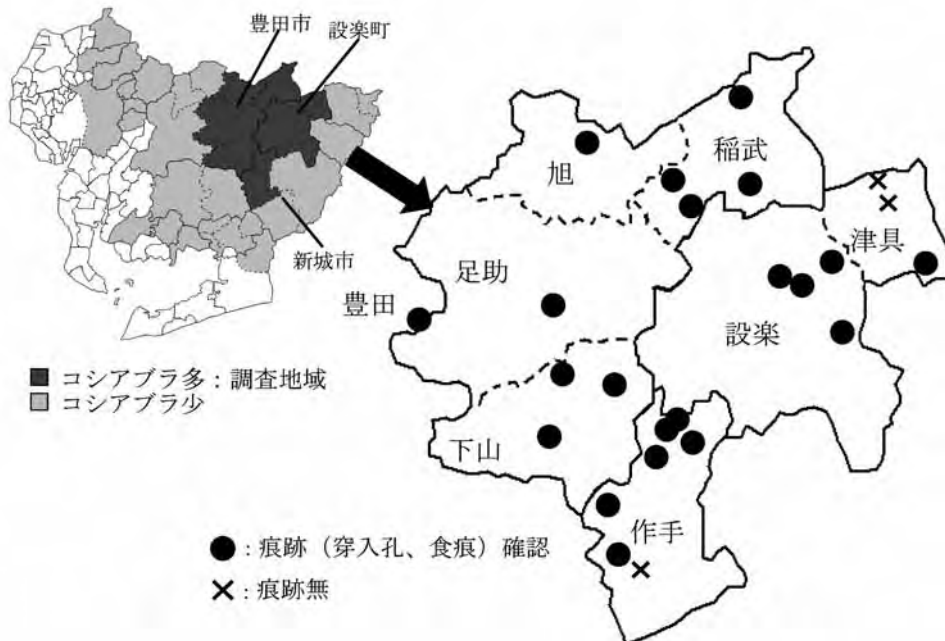 豊田市
設楽町
新城市
コシアブラ多：調査地域
コシアブラ少
旭
稲武
津具
足助
豊田
設楽
下山
作手
：痕跡（穿入孔、食痕）確認
：痕跡無